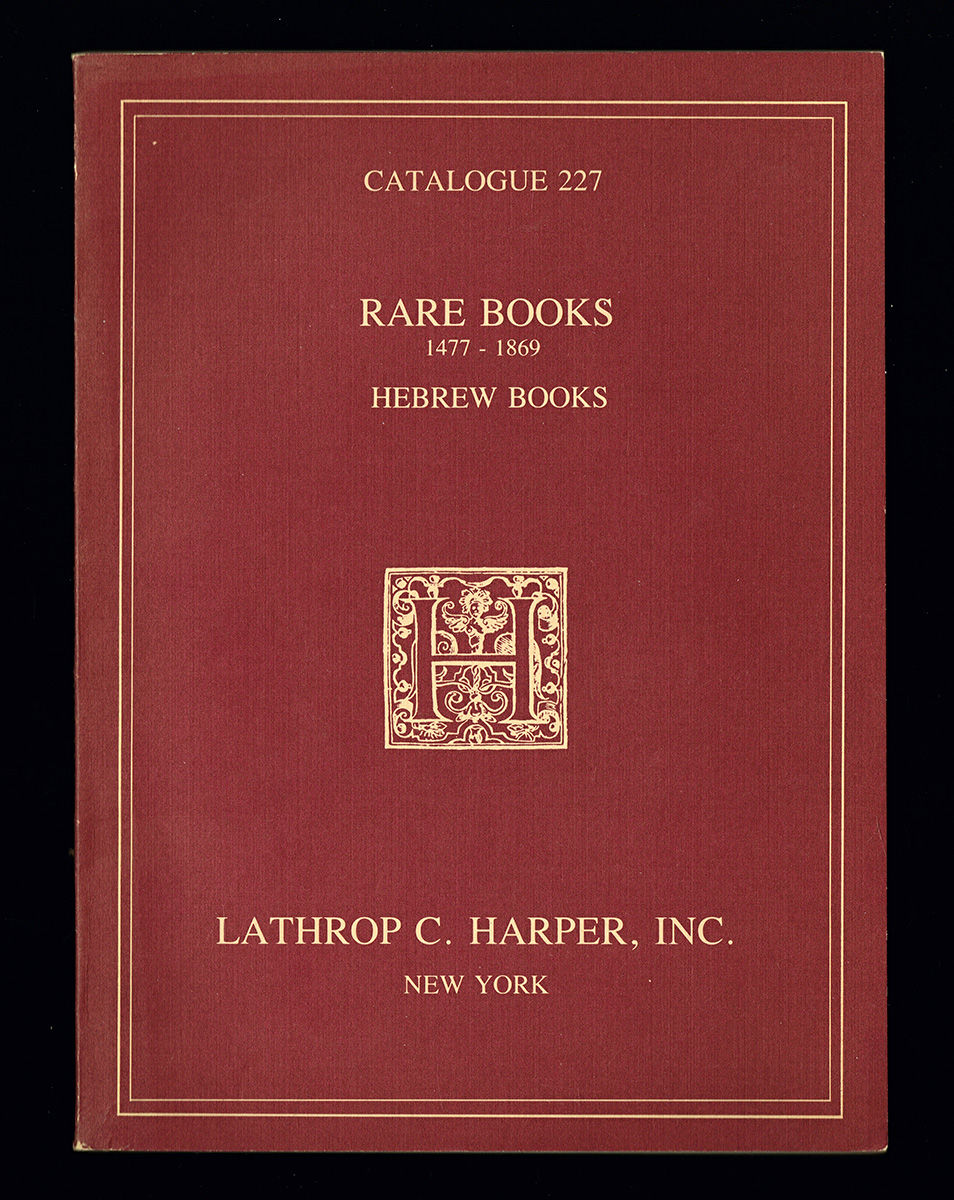 CATALOGUE 227
RARE BOOKS
1477 - 1869
HEBREW BOOKS
H
LATHROP C. HARPER, INC.
NEW YORK